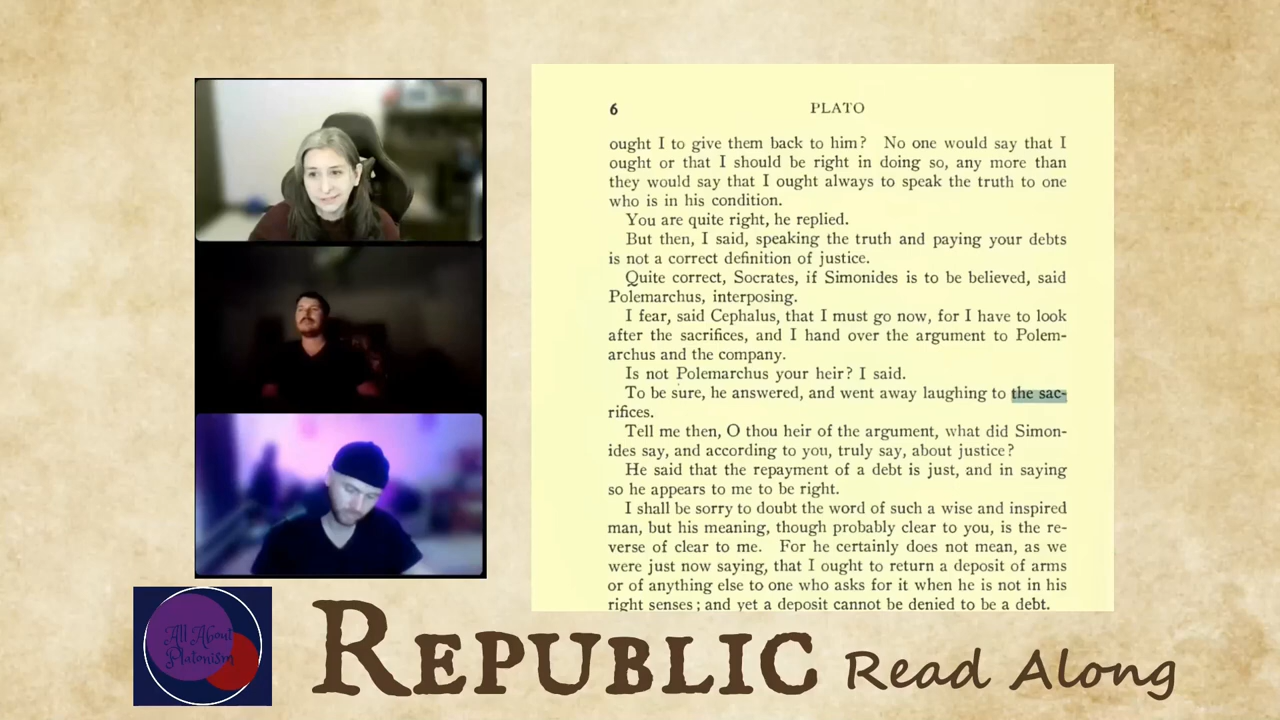 6 PLATO
ought I to give them back to him? No one would say that I
ought or that I should be right in doing so, any more than
they would say that I ought always to speak the truth to one
who is in his condition.
You are quite right, he replied.
But then, I said, speaking the truth and paying your debts
is not a correct definition of justice.
Quite correct, Socrates, if Simonides is to be believed, said
Polemarchus, interposing.
I fear, said Cephalus, that I must go now, for I have to look
after the sacrifices, and I hand over the argument to Polem-
archus and the company.
Is not Polemarchus your heir? I said.
To be sure, he answered, and went away laughing to the sac-
rifices.
Tell me then, O thou heir of the argument, what did Simon-
ides say, and according to you, truly say, about justice?
He said that the repayment of a debt is just, and in saying
so he appears to me to be right.
I shall be sorry to doubt the word of such a wise and inspired
man, but his meaning, though probably clear to you, is the re-
verse of clear to me. For he certainly does not mean, as we
were just now saying, that I ought to return a deposit of arms
or of anything else to one who asks for it when he is not in his
right senses; and yet a deposit cannot be denied to be a debt.
All About
Platonism
REPUBLIC Read Along